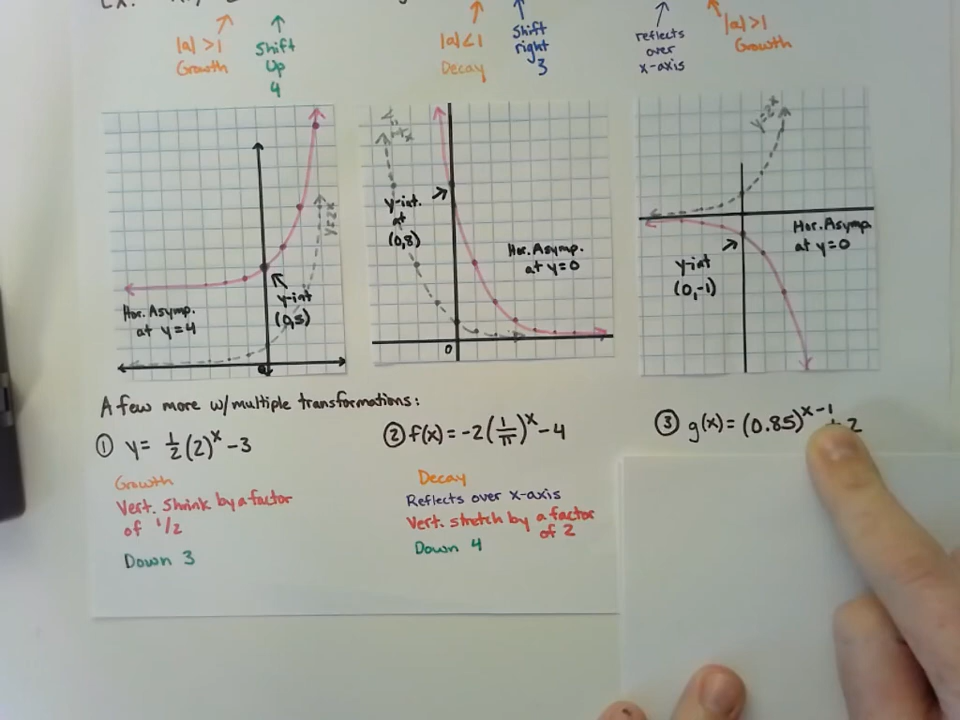 |a| > 1
Growth
Shift
Up
4
|a| < 1
Decay
Shift
right
3
reflects
over
x-axis
|a| > 1
Growth
Hor. Asymp.
at y=4
y-int
(0,5)
y=2^x
y-int.
at
(0,8)
Hor. Asymp.
at y=0
0
y=2^x
Hor. Asymp.
at y=0
y-int
(0,-1)
A few more w/multiple transformations:
① y= 1/2(2)^x -3
Growth
Vert. shrink by a factor
of 1/2
Down 3
② f(x)= -2(1/π)^x -4
Decay
Reflects over x-axis
Vert. stretch by a factor
of 2
Down 4
③ g(x)= (0.85)^x-1 + 2